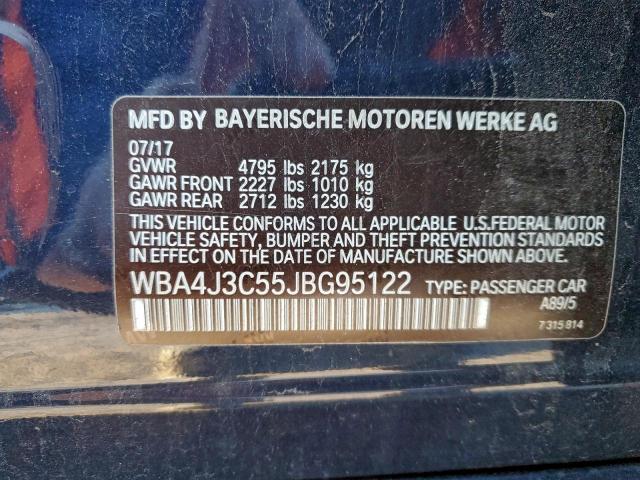 MFD BY BAYERISCHE MOTOREN WERKE AG
07/17
GVWR 4795 lbs 2175 kg
GAWR FRONT 2227 lbs 1010 kg
GAWR REAR 2712 lbs 1230 kg
THIS VEHICLE CONFORMS TO ALL APPLICABLE U.S.FEDERAL MOTOR
VEHICLE SAFETY, BUMPER AND THEFT PREVENTION STANDARDS
IN EFFECT ON THE DATE OF MANUFACTURE SHOWN ABOVE.
WBA4J3C55JBG95122 TYPE: PASSENGER CAR
A89/5
7315814